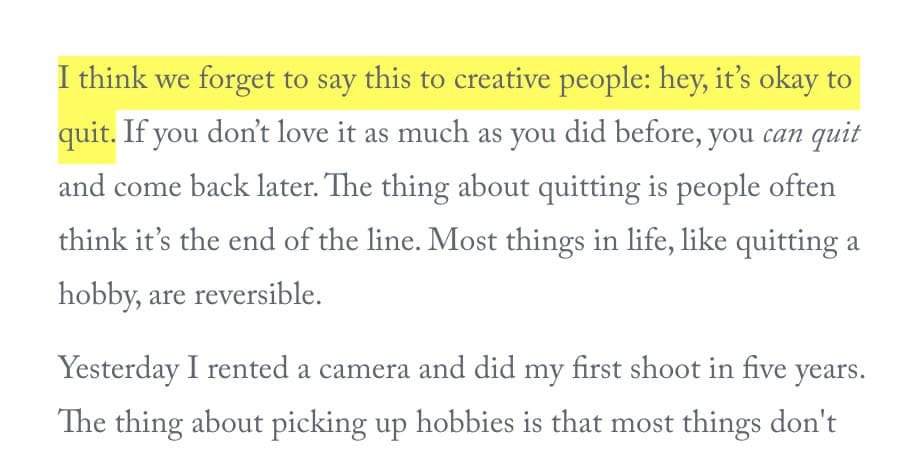 I think we forget to say this to creative people: hey, it’s okay to
quit. If you don’t love it as much as you did before, you can quit
and come back later. The thing about quitting is people often
think it’s the end of the line. Most things in life, like quitting a
hobby, are reversible.
Yesterday I rented a camera and did my first shoot in five years.
The thing about picking up hobbies is that most things don't